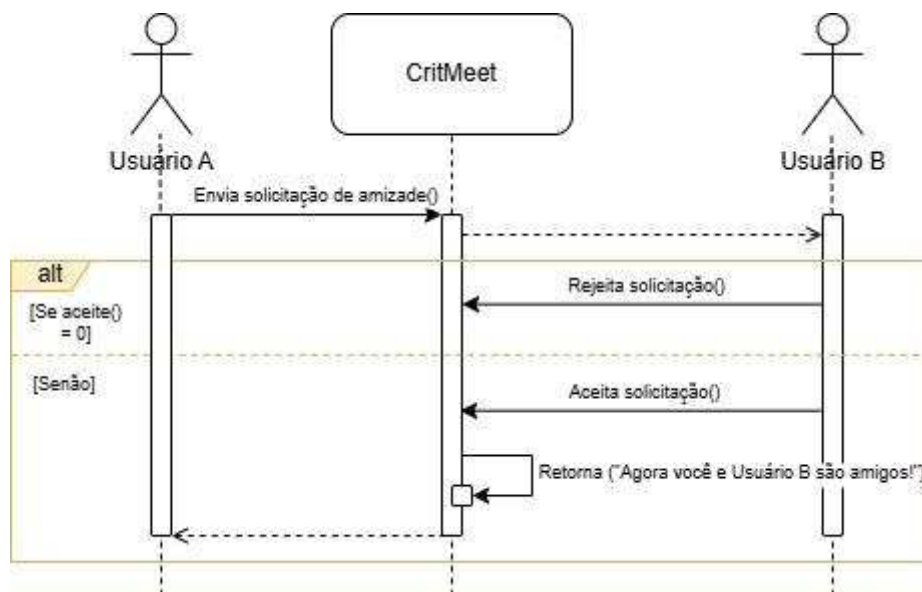 CritMeet
Usuário A
Usuário B
Envia solicitação de amizade()
alt
Rejeita solicitação()
[Se aceite()
= 0]
[Senão]
Aceita solicitação()
Retorna ("Agora você e Usuário B são amigos!")